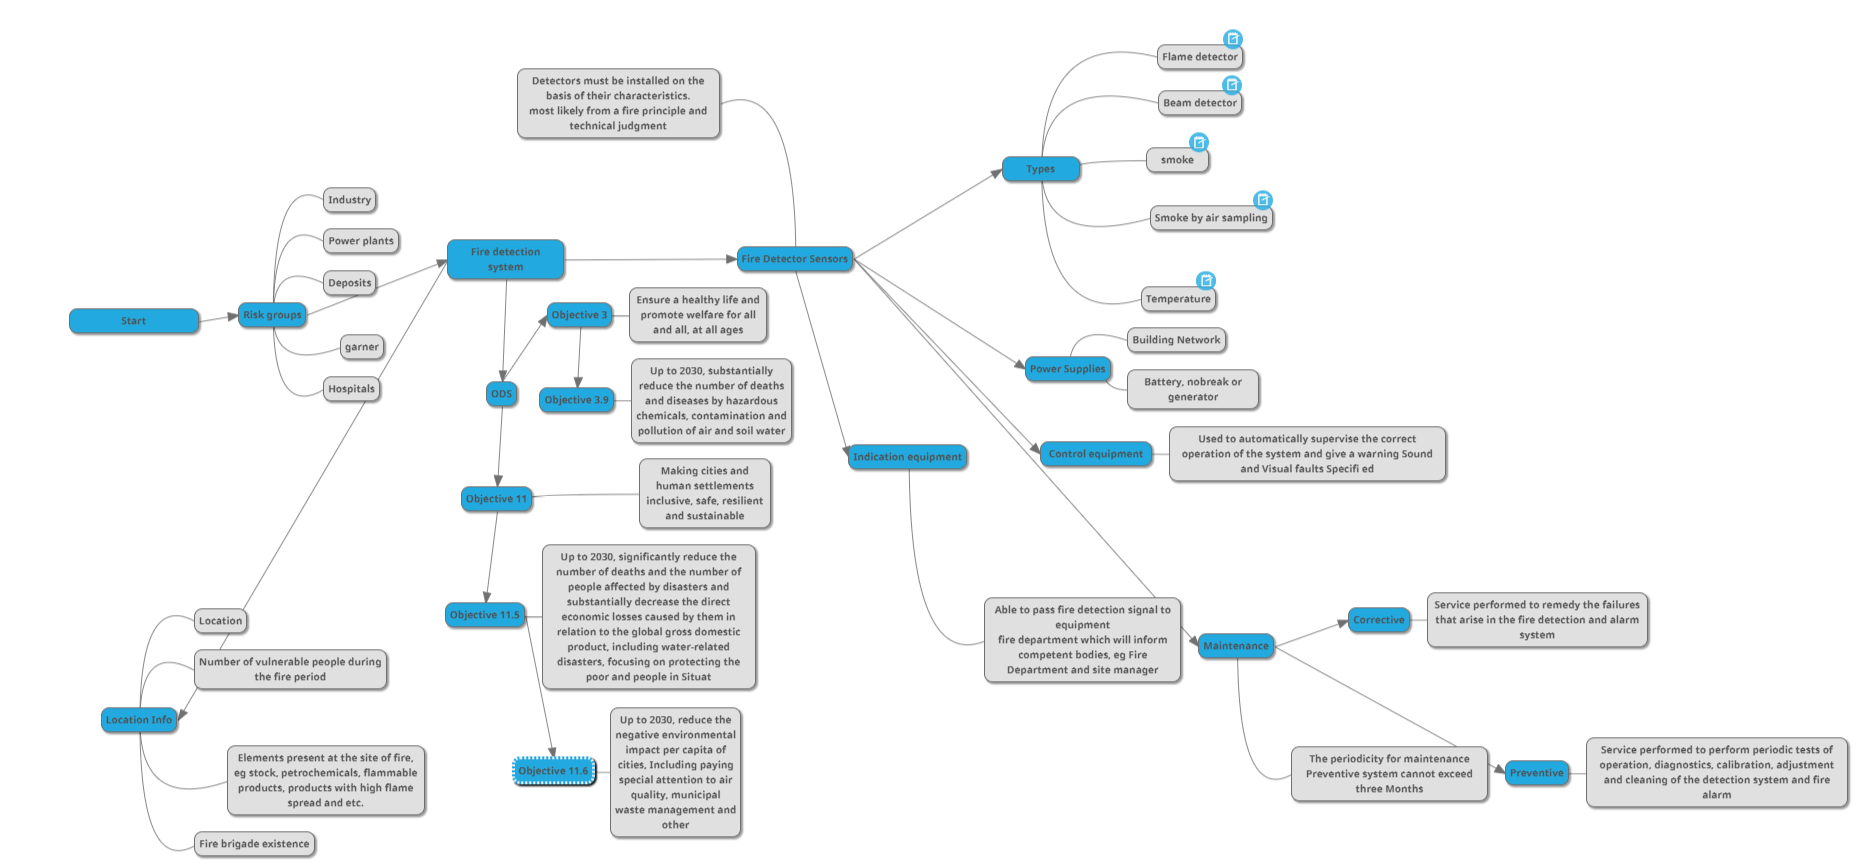 Start
Risk groups
Industry
Power plants
Deposits
garner
Hospitals
Fire detection
system
Location Info
Location
Number of vulnerable people during
the fire period
Elements present at the site of fire,
eg stock, petrochemicals, flammable
products, products with high flame
spread and etc.
Fire brigade existence
ODS
Objective 3
Ensure a healthy life and
promote welfare for all
and all, at all ages
Objective 3.9
Up to 2030, substantially
reduce the number of deaths
and diseases by hazardous
chemicals, contamination and
pollution of air and soil water
Objective 11
Making cities and
human settlements
inclusive, safe, resilient
and sustainable
Objective 11.5
Up to 2030, significantly reduce the
number of deaths and the number of
people affected by disasters and
substantially decrease the direct
economic losses caused by them in
relation to the global gross domestic
product, including water-related
disasters, focusing on protecting the
poor and people in Situat
Objective 11.6
Up to 2030, reduce the
negative environmental
impact per capita of
cities, Including paying
special attention to air
quality, municipal
waste management and
other
Fire Detector Sensors
Detectors must be installed on the
basis of their characteristics.
most likely from a fire principle and
technical judgment
Types
Flame detector
Beam detector
smoke
Smoke by air sampling
Temperature
Power Supplies
Building Network
Battery, nobreak or
generator
Control equipment
Used to automatically supervise the correct
operation of the system and give a warning Sound
and Visual faults Specifi ed
Indication equipment
Able to pass fire detection signal to
equipment
fire department which will inform
competent bodies, eg Fire
Department and site manager
Maintenance
Corrective
Service performed to remedy the failures
that arise in the fire detection and alarm
system
The periodicity for maintenance
Preventive system cannot exceed
three Months
Preventive
Service performed to perform periodic tests of
operation, diagnostics, calibration, adjustment
and cleaning of the detection system and fire
alarm